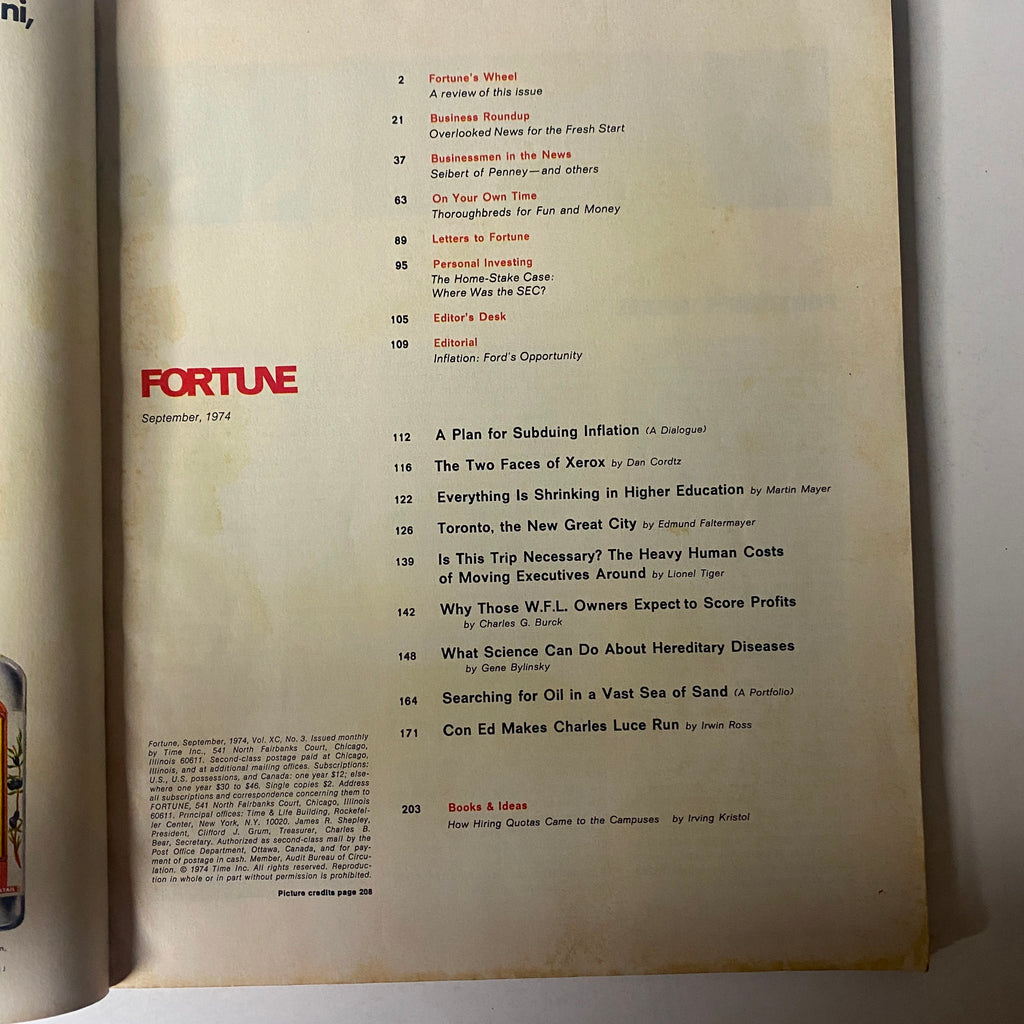 ni,
2 Fortune's Wheel
A review of this issue
21 Business Roundup
Overlooked News for the Fresh Start
37 Businessmen in the News
Seibert of Penney—and others
63 On Your Own Time
Thoroughbreds for Fun and Money
89 Letters to Fortune
95 Personal Investing
The Home-Stake Case:
Where Was the SEC?
105 Editor's Desk
109 Editorial
Inflation: Ford's Opportunity
FORTUNE
September, 1974
112 A Plan for Subduing Inflation (A Dialogue)
116 The Two Faces of Xerox by Dan Cordtz
122 Everything Is Shrinking in Higher Education by Martin Mayer
126 Toronto, the New Great City by Edmund Faltermayer
139 Is This Trip Necessary? The Heavy Human Costs
of Moving Executives Around by Lionel Tiger
142 Why Those W.F.L. Owners Expect to Score Profits
by Charles G. Burck
148 What Science Can Do About Hereditary Diseases
by Gene Bylinsky
164 Searching for Oil in a Vast Sea of Sand (A Portfolio)
171 Con Ed Makes Charles Luce Run by Irwin Ross
Fortune, September, 1974, Vol. XC, No. 3. Issued monthly
by Time Inc., 541 North Fairbanks Court, Chicago,
Illinois 60611. Second-class postage paid at Chicago,
Illinois, and at additional mailing offices. Subscriptions:
U.S., U.S. possessions, and Canada: one year $12; else-
where one year $30 to $46. Single copies $2. Address
all subscriptions and correspondence concerning them to
FORTUNE, 541 North Fairbanks Court, Chicago, Illinois
60611. Principal offices: Time & Life Building, Rockefel-
ler Center, New York, N.Y. 10020. James R. Shepley,
President, Clifford J. Grum, Treasurer, Charles B.
Bear, Secretary. Authorized as second-class mail by the
Post Office Department, Ottawa, Canada, and for pay-
ment of postage in cash. Member, Audit Bureau of Circu-
lation. © 1974 Time Inc. All rights reserved. Reproduc-
tion in whole or in part without permission is prohibited.
Picture credits page 208
203 Books & Ideas
How Hiring Quotas Came to the Campuses by Irving Kristol